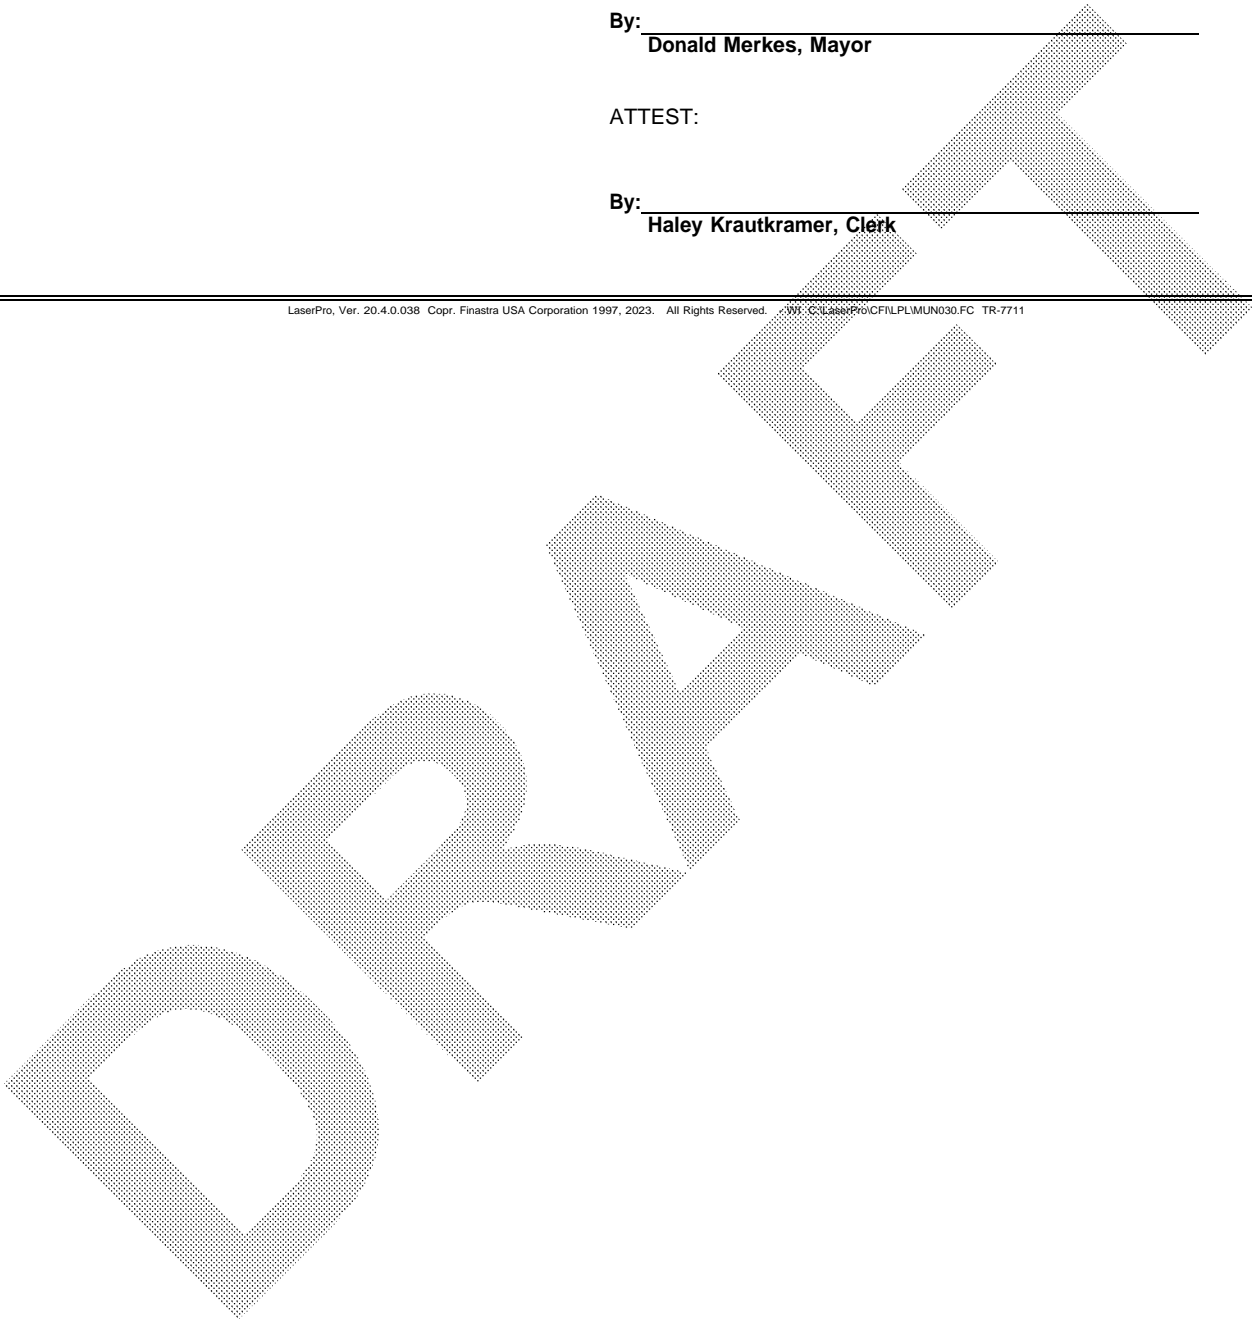 By:
Donald Merkes, Mayor
ATTEST:
By:
Haley Krautkramer, Clerk
LaserPro, Ver. 20.4.0.038 Copr. Finastra USA Corporation 1997, 2023. All Rights Reserved. - WI C:\LaserPro\CFI\LPL\MUN030.FC TR-7711
DRAFT